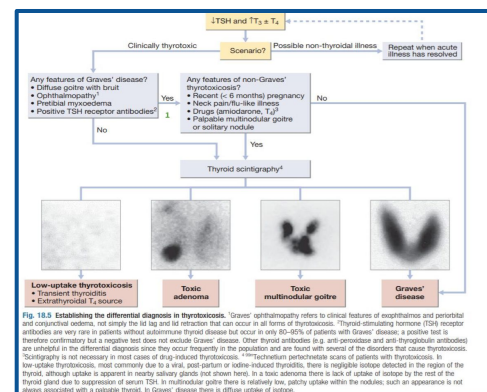 ↓TSH and ↑T₃ ± T₄
Clinically thyrotoxic
Scenario?
Possible non-thyroidal illness
Repeat when acute
illness has resolved
Any features of Graves' disease?
• Diffuse goitre with bruit
• Ophthalmopathy¹
• Pretibial myxoedema
• Positive TSH receptor antibodies²
Yes
1
No
Any features of non-Graves'
thyrotoxicosis?
• Recent (< 6 months) pregnancy
• Neck pain/flu-like illness
• Drugs (amiodarone, T₄)³
• Palpable multinodular goitre
or solitary nodule
No
Yes
Thyroid scintigraphy⁴
Low-uptake thyrotoxicosis
• Transient thyroiditis
• Extrathyroidal T₄ source
Toxic
adenoma
Toxic
multinodular goitre
Graves'
disease
Fig. 18.5 Establishing the differential diagnosis in thyrotoxicosis. ¹Graves' ophthalmopathy refers to clinical features of exophthalmos and periorbital
and conjunctival oedema, not simply the lid lag and lid retraction that can occur in all forms of thyrotoxicosis. ²Thyroid-stimulating hormone (TSH) receptor
antibodies are very rare in patients without autoimmune thyroid disease but occur in only 80–95% of patients with Graves' disease; a positive test is
therefore confirmatory but a negative test does not exclude Graves' disease. Other thyroid antibodies (e.g. anti-peroxidase and anti-thyroglobulin antibodies)
are unhelpful in the differential diagnosis since they occur frequently in the population and are found with several of the disorders that cause thyrotoxicosis.
³Scintigraphy is not necessary in most cases of drug-induced thyrotoxicosis. ⁴ ⁹⁹ᵐTechnetium pertechnetate scans of patients with thyrotoxicosis. In
low-uptake thyrotoxicosis, most commonly due to a viral, post-partum or iodine-induced thyroiditis, there is negligible isotope detected in the region of the
thyroid, although uptake is apparent in nearby salivary glands (not shown here). In a toxic adenoma there is lack of uptake of isotope by the rest of the
thyroid gland due to suppression of serum TSH. In multinodular goitre there is relatively low, patchy uptake within the nodules; such an appearance is not
always associated with a palpable thyroid. In Graves' disease there is diffuse uptake of isotope.